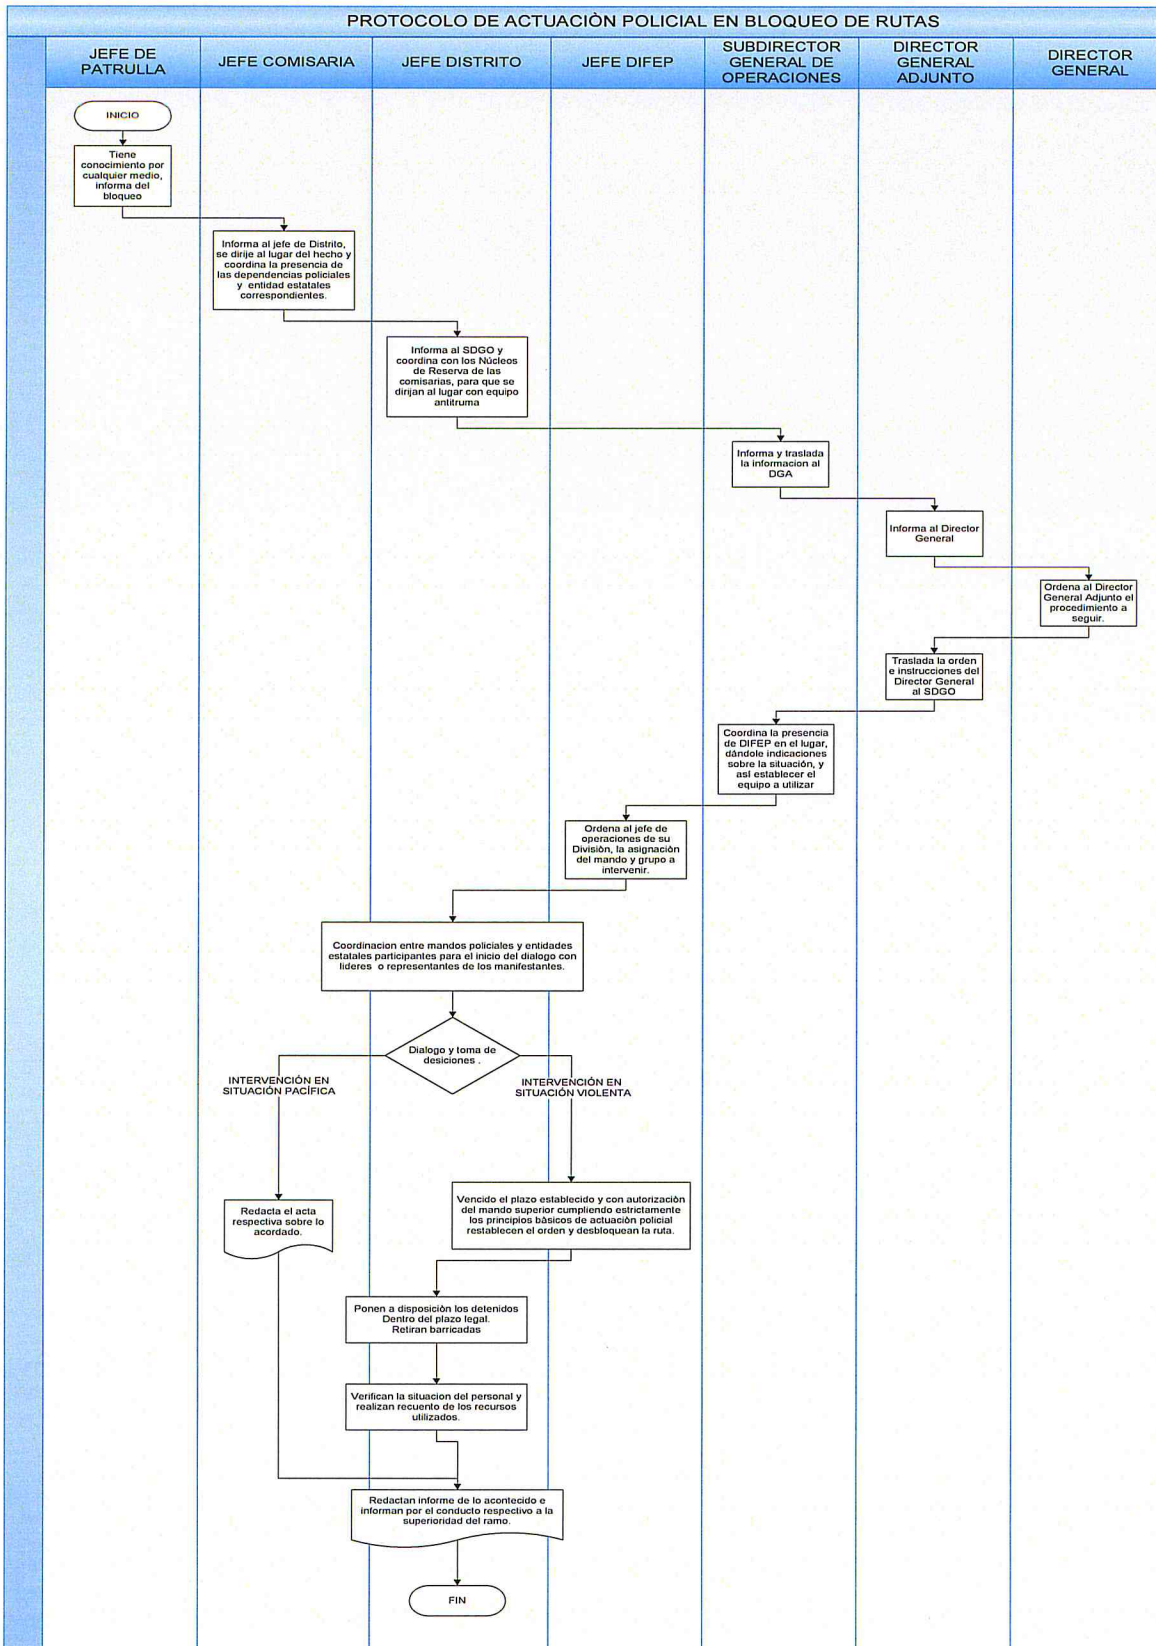 PROTOCOLO DE ACTUACIÒN POLICIAL EN BLOQUEO DE RUTAS
JEFE DE
PATRULLA
JEFE COMISARIA
JEFE DISTRITO
JEFE DIFEP
SUBDIRECTOR
GENERAL DE
OPERACIONES
DIRECTOR
GENERAL
ADJUNTO
DIRECTOR
GENERAL
INICIO
Tiene
conocimiento por
cualquier medio,
informa del
bloqueo
Informa al jefe de Distrito,
se dirije al lugar del hecho y
coordina la presencia de
las dependencias policiales
y entidad estatales
correspondientes.
Informa al SDGO y
coordina con los Núcleos
de Reserva de las
comisarias, para que se
dirijan al lugar con equipo
antitruma
Informa y traslada
la informacion al
DGA
Informa al Director
General
Ordena al Director
General Adjunto el
procedimiento a
seguir.
Traslada la orden
e instrucciones del
Director General
al SDGO
Coordina la presencia
de DIFEP en el lugar,
dándole indicaciones
sobre la situación, y
así establecer el
equipo a utilizar
Ordena al jefe de
operaciones de su
Divisiòn, la asignaciòn
del mando y grupo a
intervenir.
Coordinacion entre mandos policiales y entidades
estatales participantes para el inicio del dialogo con
lideres o representantes de los manifestantes.
Dialogo y toma de
desiciones .
INTERVENCIÓN EN
SITUACIÓN PACÍFICA
INTERVENCIÓN EN
SITUACIÓN VIOLENTA
Redacta el acta
respectiva sobre lo
acordado.
Vencido el plazo establecido y con autorizaciòn
del mando superior cumpliendo estrictamente
los principios bàsicos de actuaciòn policial
restablecen el orden y desbloquean la ruta.
Ponen a disposiciòn los detenidos
Dentro del plazo legal.
Retiran barricadas
Verifican la situacion del personal y
realizan recuento de los recursos
utilizados.
Redactan informe de lo acontecido e
informan por el conducto respectivo a la
superioridad del ramo.
FIN